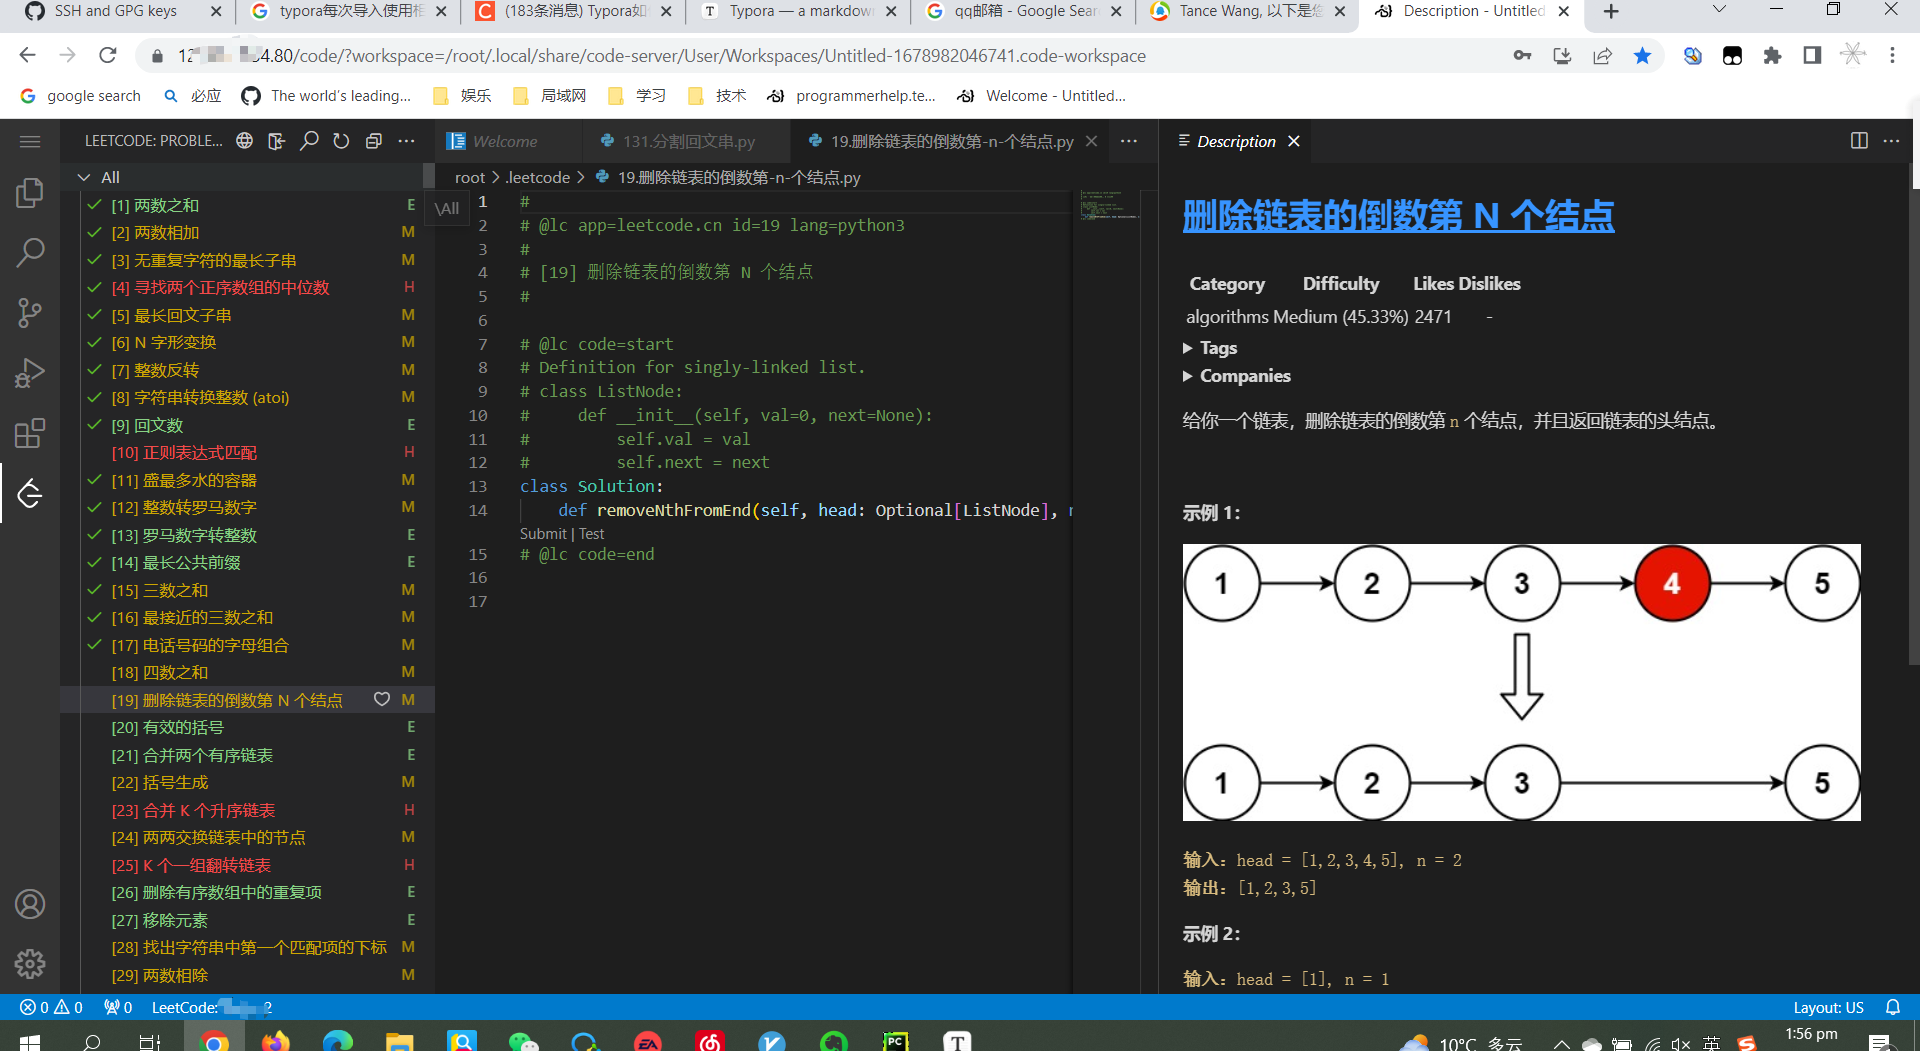 SSH and GPG keys
typora每次导入使用相
(183条消息) Typora如
Typora — a markdown
qq邮箱 - Google Sear
Tance Wang, 以下是您
Description - Untitled
4.80/code/?workspace=/root/.local/share/code-server/User/Workspaces/Untitled-1678982046741.code-workspace
google search
必应
The world's leading...
娱乐
局域网
学习
技术
programmerhelp.te...
Welcome - Untitled...
LEETCODE: PROBLE...
All
[1] 两数之和 E
[2] 两数相加 M
[3] 无重复字符的最长子串 M
[4] 寻找两个正序数组的中位数 H
[5] 最长回文子串 M
[6] N 字形变换 M
[7] 整数反转 M
[8] 字符串转换整数 (atoi) M
[9] 回文数 E
[10] 正则表达式匹配 H
[11] 盛最多水的容器 M
[12] 整数转罗马数字 M
[13] 罗马数字转整数 E
[14] 最长公共前缀 E
[15] 三数之和 M
[16] 最接近的三数之和 M
[17] 电话号码的字母组合 M
[18] 四数之和 M
[19] 删除链表的倒数第 N 个结点 M
[20] 有效的括号 E
[21] 合并两个有序链表 E
[22] 括号生成 M
[23] 合并 K 个升序链表 H
[24] 两两交换链表中的节点 M
[25] K 个一组翻转链表 H
[26] 删除有序数组中的重复项 E
[27] 移除元素 E
[28] 找出字符串中第一个匹配项的下标 M
[29] 两数相除 M
\All
Welcome
131.分割回文串.py
19.删除链表的倒数第-n-个结点.py
root > .leetcode > 19.删除链表的倒数第-n-个结点.py
1 #
2 # @lc app=leetcode.cn id=19 lang=python3
3 #
4 # [19] 删除链表的倒数第 N 个结点
5 #
6
7 # @lc code=start
8 # Definition for singly-linked list.
9 # class ListNode:
10 #     def __init__(self, val=0, next=None):
11 #         self.val = val
12 #         self.next = next
13 class Solution:
14     def removeNthFromEnd(self, head: Optional[ListNode], n
Submit | Test
15 # @lc code=end
16
17
Description
删除链表的倒数第 N 个结点
Category Difficulty Likes Dislikes
algorithms Medium (45.33%) 2471 -
Tags
Companies
给你一个链表，删除链表的倒数第 n 个结点，并且返回链表的头结点。
示例 1：
1 2 3 4 5
1 2 3 5
输入：head = [1,2,3,4,5], n = 2
输出：[1,2,3,5]
示例 2：
输入：head = [1], n = 1
0 0 0 LeetCode: 2
Layout: US
EA
PC
T
10°C 多云
英
1:56 pm